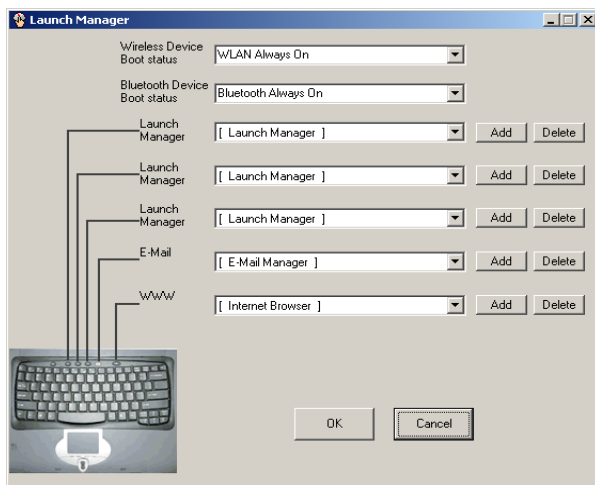 Launch Manager
Wireless Device
Boot status
WLAN Always On
Bluetooth Device
Boot status
Bluetooth Always On
Launch
Manager
[ Launch Manager ]
Add
Delete
Launch
Manager
[ Launch Manager ]
Add
Delete
Launch
Manager
[ Launch Manager ]
Add
Delete
E-Mail
[ E-Mail Manager ]
Add
Delete
WWW
[ Internet Browser ]
Add
Delete
OK
Cancel